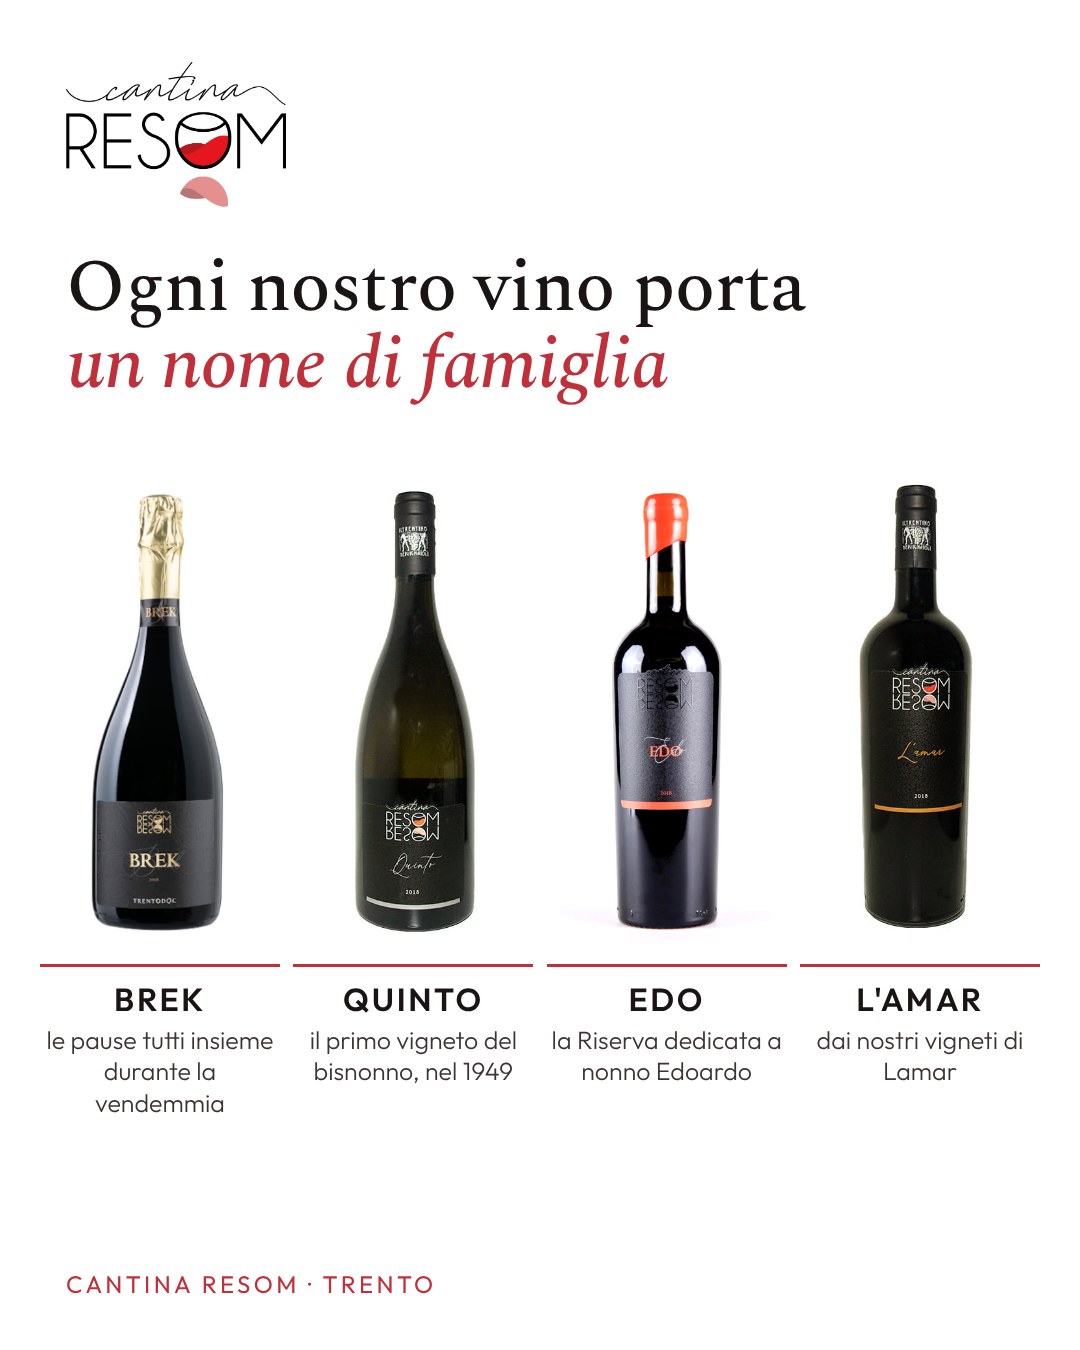 cantina
RESOM
Ogni nostro vino porta
un nome di famiglia
BREK
RESOM
BREK
TRENTODOC
cantina
RESOM
Quinto
2018
RESOM
EDO
2018
cantina
RESOM
L'amar
2018
BREK
le pause tutti insieme
durante la
vendemmia
QUINTO
il primo vigneto del
bisnonno, nel 1949
EDO
la Riserva dedicata a
nonno Edoardo
L'AMAR
dai nostri vigneti di
Lamar
CANTINA RESOM · TRENTO